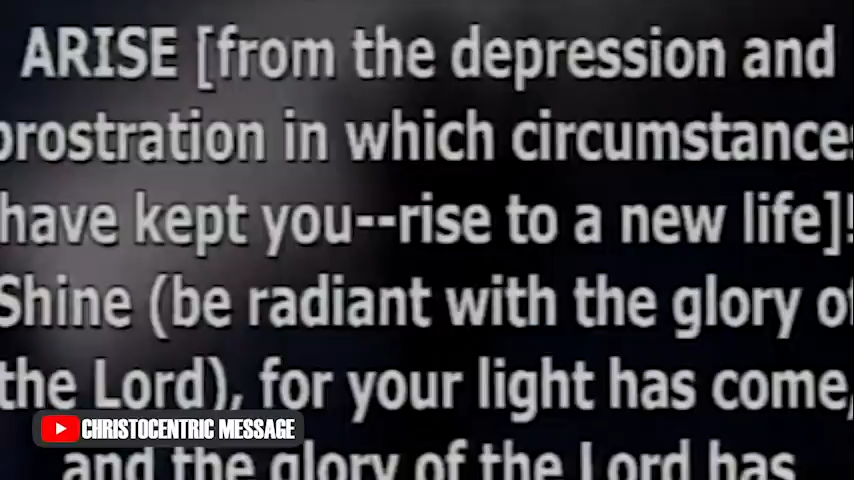 ARISE [from the depression and
prostration in which circumstances
have kept you--rise to a new life]!
Shine (be radiant with the glory of
the Lord), for your light has come,
CHRISTOCENTRIC MESSAGE
and the glory of the Lord has